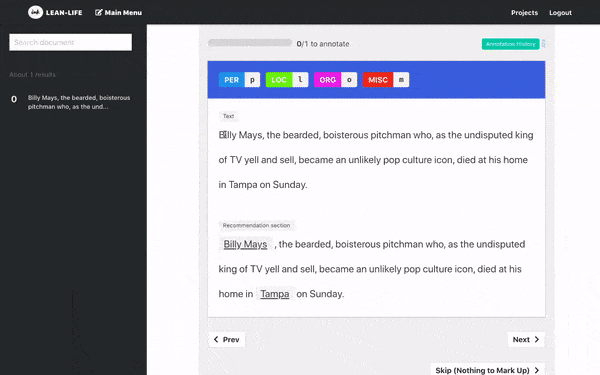 ink LEAN-LIFE Main Menu Projects Logout
Search document
0/1 to annotate Annotation History
About 1 results
PER p LOC l ORG o MISC m
0 Billy Mays, the bearded, boisterous
pitchman who, as the und...
Text
Billy Mays, the bearded, boisterous pitchman who, as the undisputed king
of TV yell and sell, became an unlikely pop culture icon, died at his home
in Tampa on Sunday.
Recommendation section
Billy Mays , the bearded, boisterous pitchman who, as the undisputed
king of TV yell and sell, became an unlikely pop culture icon, died at his
home in Tampa on Sunday.
Prev Next
Skip (Nothing to Mark Up)